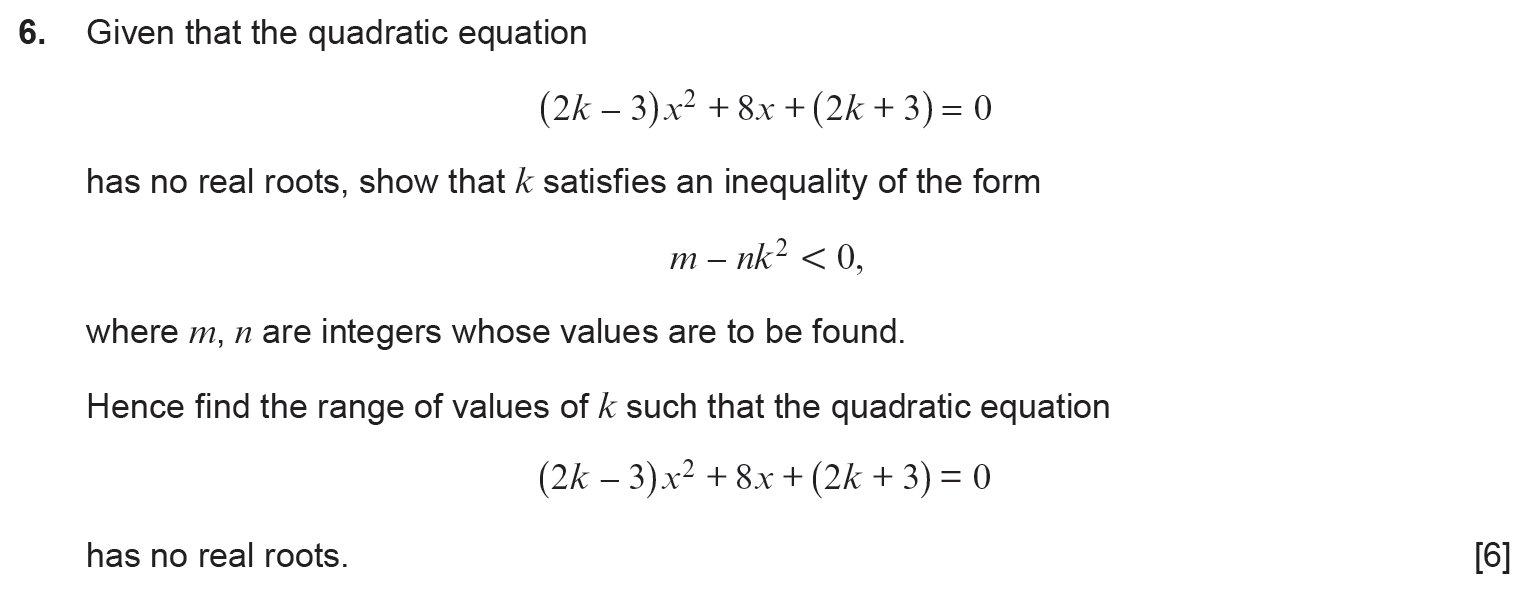 6. Given that the quadratic equation
(2k – 3)x² + 8x + (2k + 3) = 0
has no real roots, show that k satisfies an inequality of the form
m – nk² < 0,
where m, n are integers whose values are to be found.
Hence find the range of values of k such that the quadratic equation
(2k – 3)x² + 8x + (2k + 3) = 0
has no real roots. [6]